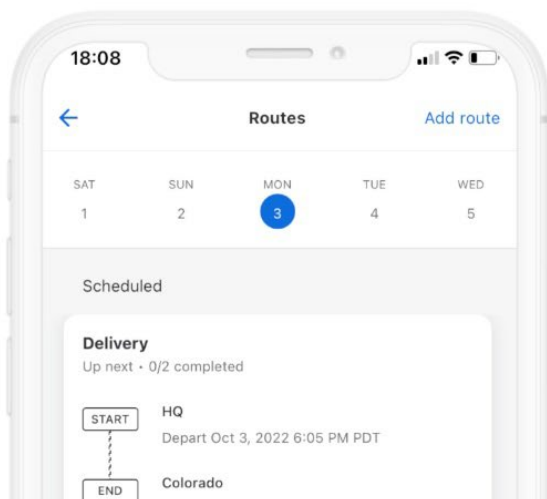 18:08
Routes
Add route
SAT SUN MON TUE WED
1 2 3 4 5
Scheduled
Delivery
Up next • 0/2 completed
START HQ
Depart Oct 3, 2022 6:05 PM PDT
END Colorado